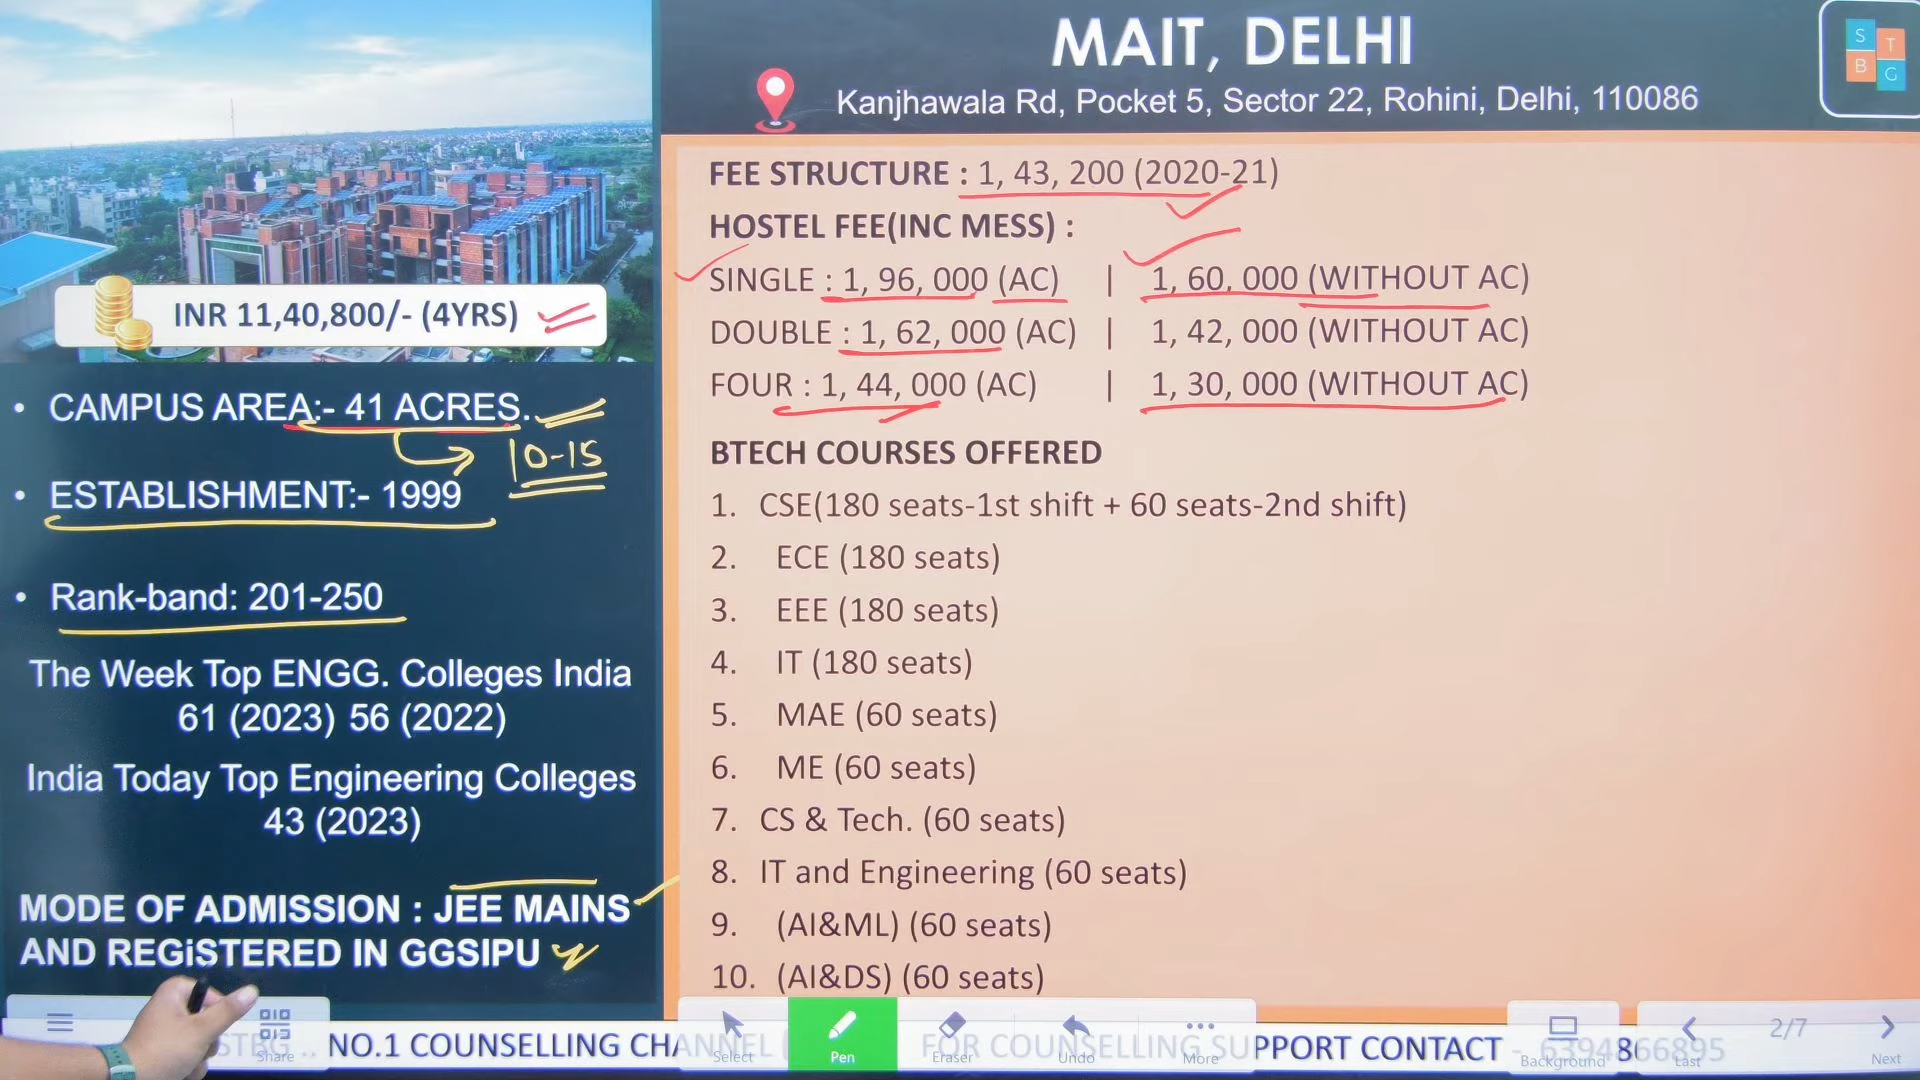 MAIT, DELHI
Kanjhawala Rd, Pocket 5, Sector 22, Rohini, Delhi, 110086
S T
B G
INR 11,40,800/- (4YRS)
• CAMPUS AREA:- 41 ACRES.
10-15
• ESTABLISHMENT:- 1999
• Rank-band: 201-250
The Week Top ENGG. Colleges India
61 (2023) 56 (2022)
India Today Top Engineering Colleges
43 (2023)
MODE OF ADMISSION : JEE MAINS
AND REGiSTERED IN GGSIPU
FEE STRUCTURE : 1, 43, 200 (2020-21)
HOSTEL FEE(INC MESS) :
SINGLE : 1, 96, 000 (AC) | 1, 60, 000 (WITHOUT AC)
DOUBLE : 1, 62, 000 (AC) | 1, 42, 000 (WITHOUT AC)
FOUR : 1, 44, 000 (AC) | 1, 30, 000 (WITHOUT AC)
BTECH COURSES OFFERED
1. CSE(180 seats-1st shift + 60 seats-2nd shift)
2. ECE (180 seats)
3. EEE (180 seats)
4. IT (180 seats)
5. MAE (60 seats)
6. ME (60 seats)
7. CS & Tech. (60 seats)
8. IT and Engineering (60 seats)
9. (AI&ML) (60 seats)
10. (AI&DS) (60 seats)
STBG .. NO.1 COUNSELLING CHANNEL FOR COUNSELLING SUPPORT CONTACT - 6394866895
Share
Select
Pen
Eraser
Undo
More
Background
Last
2/7
Next